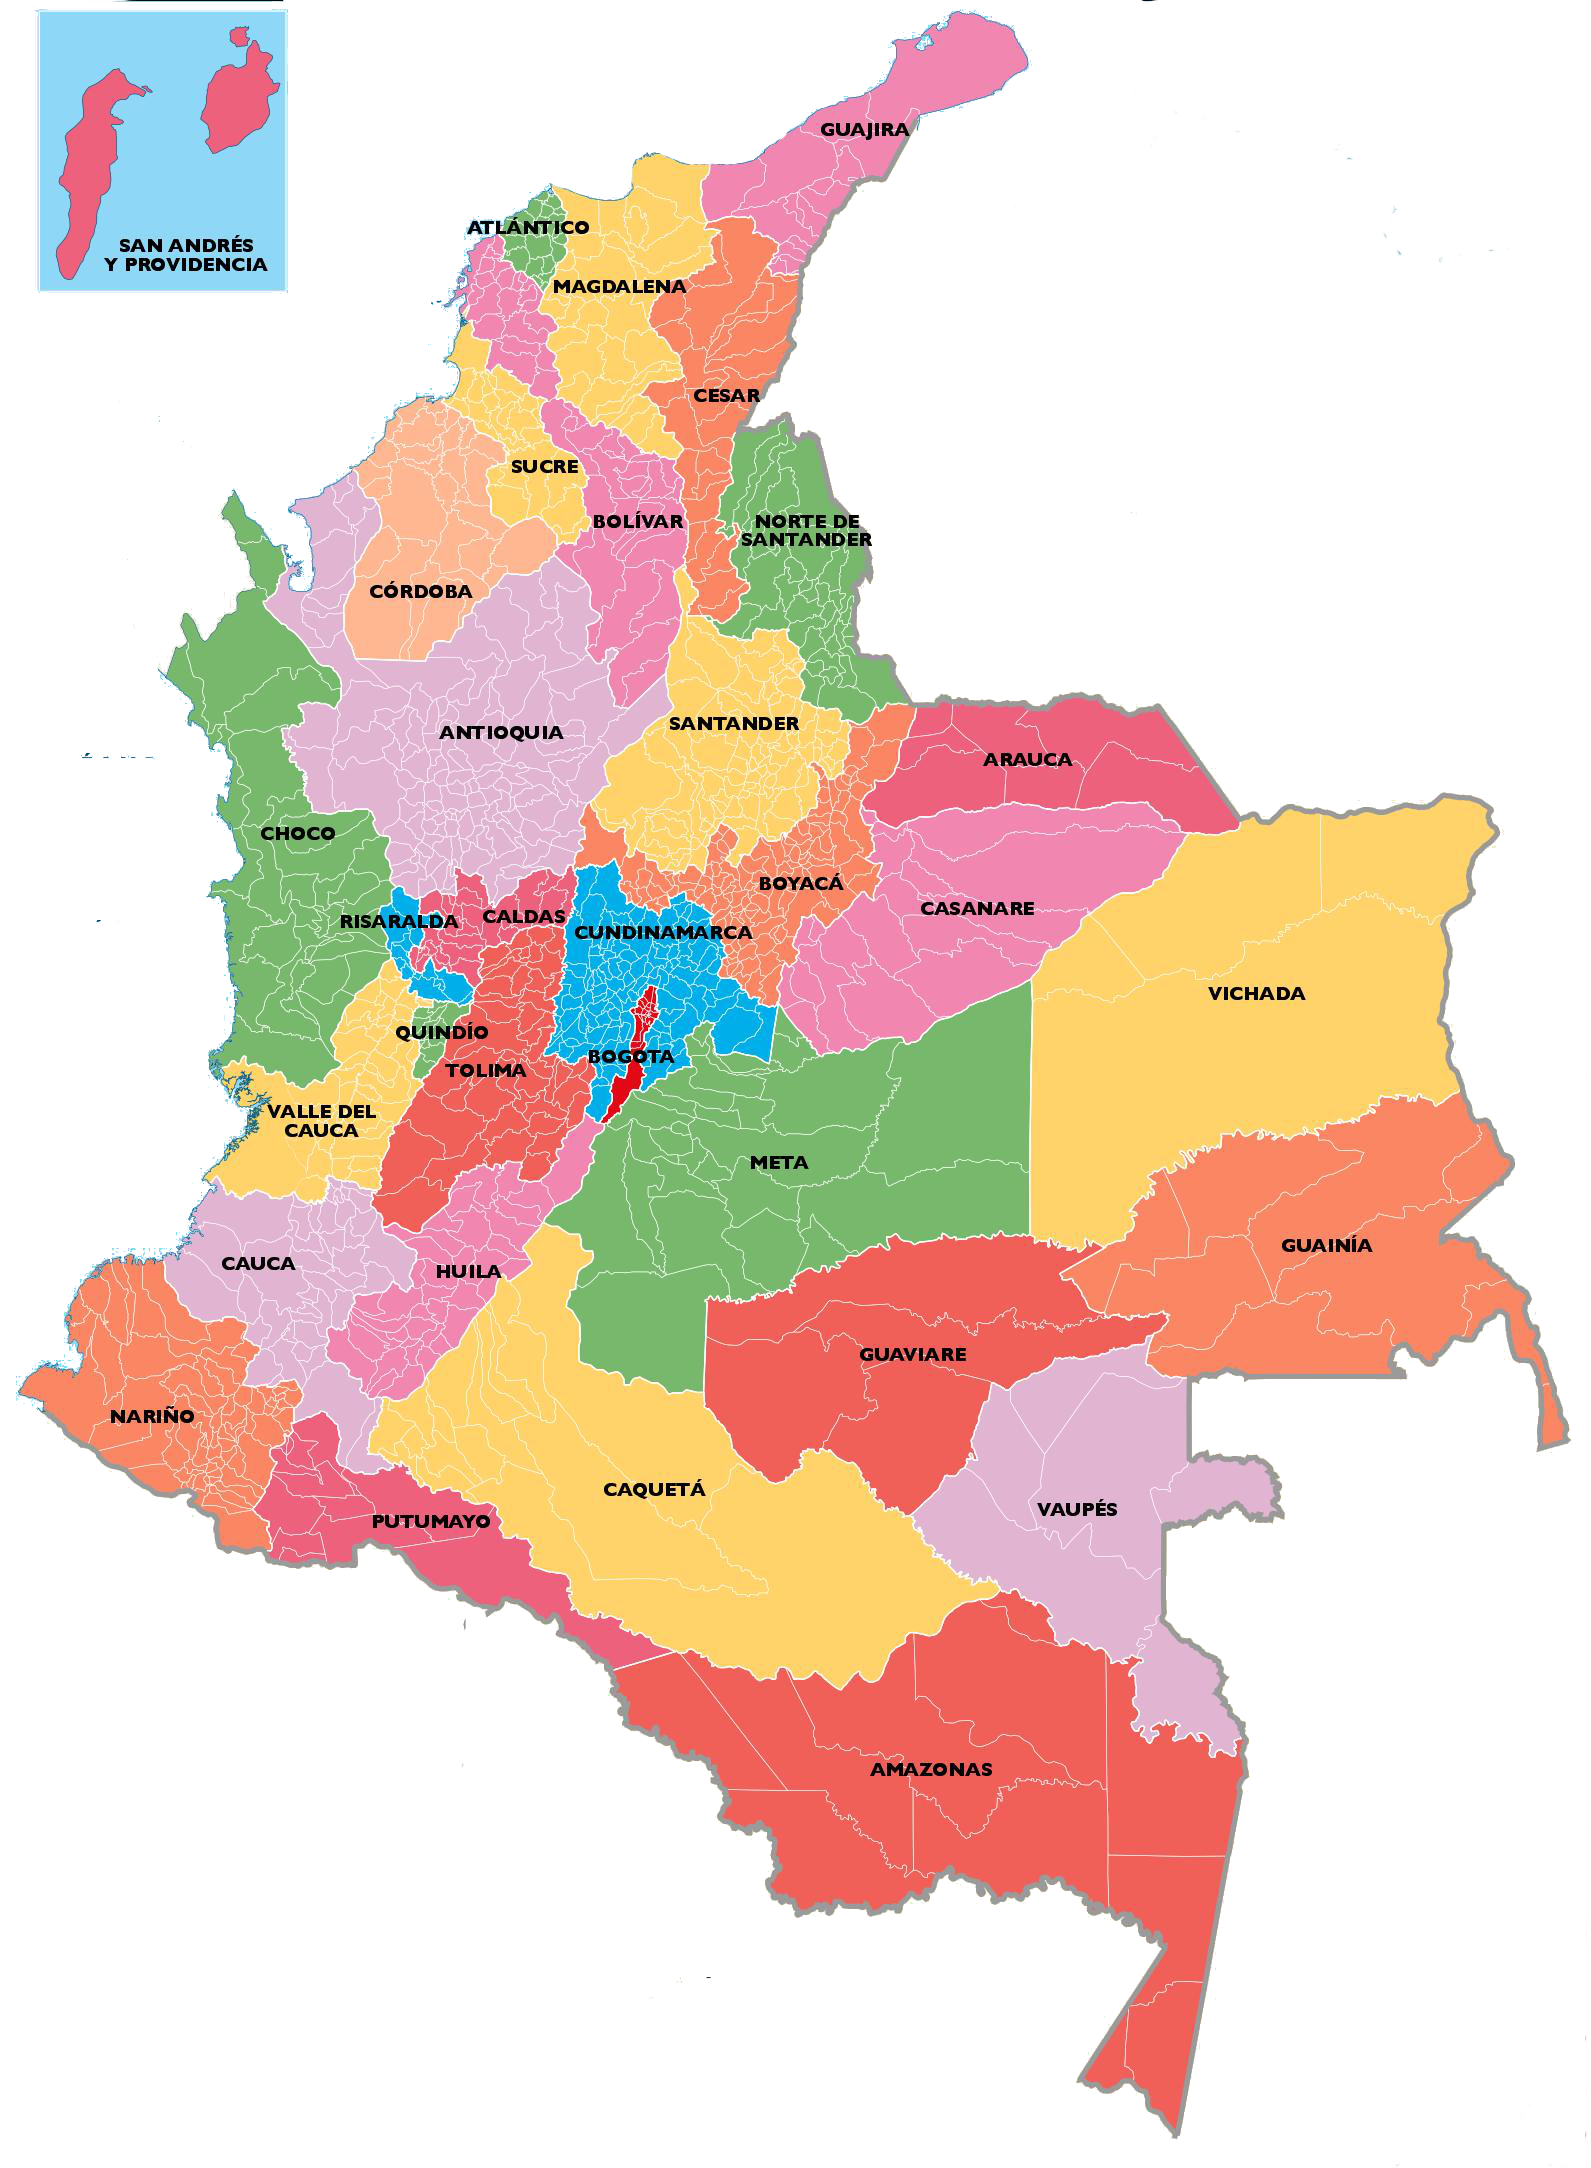 SAN ANDRÉS
Y PROVIDENCIA
GUAJIRA
ATLÁNTICO
MAGDALENA
CESAR
SUCRE
BOLÍVAR
NORTE DE
SANTANDER
CÓRDOBA
ANTIOQUIA
SANTANDER
ARAUCA
CHOCO
BOYACÁ
CASANARE
RISARALDA
CALDAS
CUNDINAMARCA
VICHADA
QUINDÍO
BOGOTA
TOLIMA
VALLE DEL
CAUCA
META
CAUCA
HUILA
GUAINÍA
GUAVIARE
NARIÑO
CAQUETÁ
VAUPÉS
PUTUMAYO
AMAZONAS